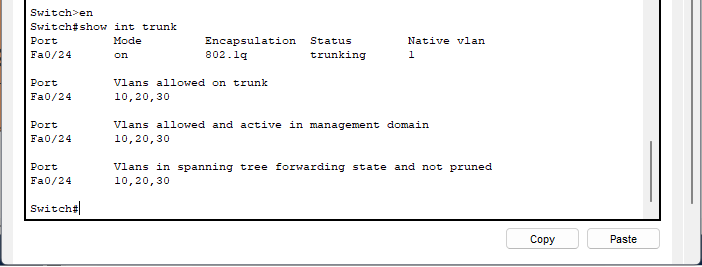 Switch>en
Switch#show int trunk
Port        Mode         Encapsulation  Status        Native vlan
Fa0/24      on           802.1q         trunking      1
Port        Vlans allowed on trunk
Fa0/24      10,20,30
Port        Vlans allowed and active in management domain
Fa0/24      10,20,30
Port        Vlans in spanning tree forwarding state and not pruned
Fa0/24      10,20,30
Switch#
Copy Paste